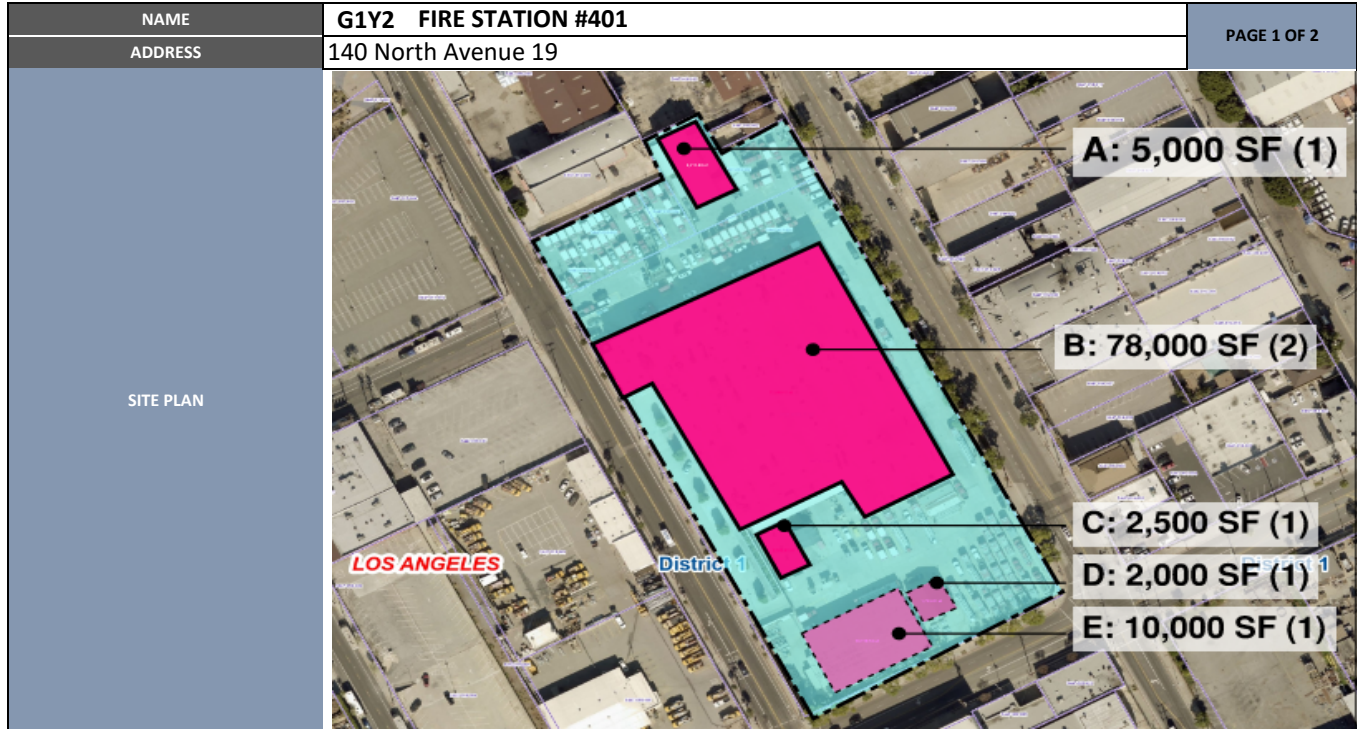 NAME
G1Y2 FIRE STATION #401
PAGE 1 OF 2
ADDRESS
140 North Avenue 19
SITE PLAN
A: 5,000 SF (1)
B: 78,000 SF (2)
C: 2,500 SF (1)
LOS ANGELES
District 1
D: 2,000 SF (1)
District 1
E: 10,000 SF (1)